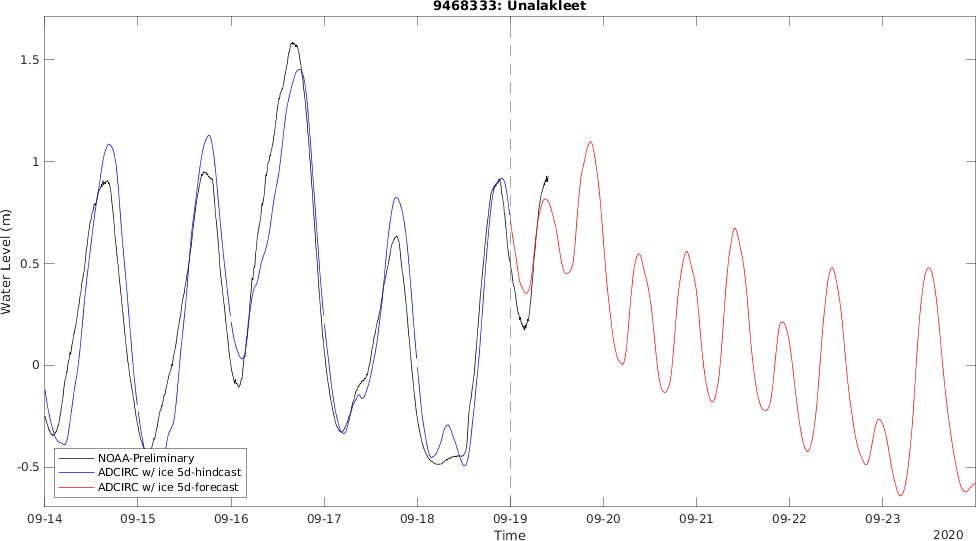 9468333: Unalakleet
Water Level (m)
1.5
1
0.5
0
-0.5
NOAA-Preliminary
ADCIRC w/ ice 5d-hindcast
ADCIRC w/ ice 5d-forecast
09-14 09-15 09-16 09-17 09-18 09-19 09-20 09-21 09-22 09-23
Time
2020